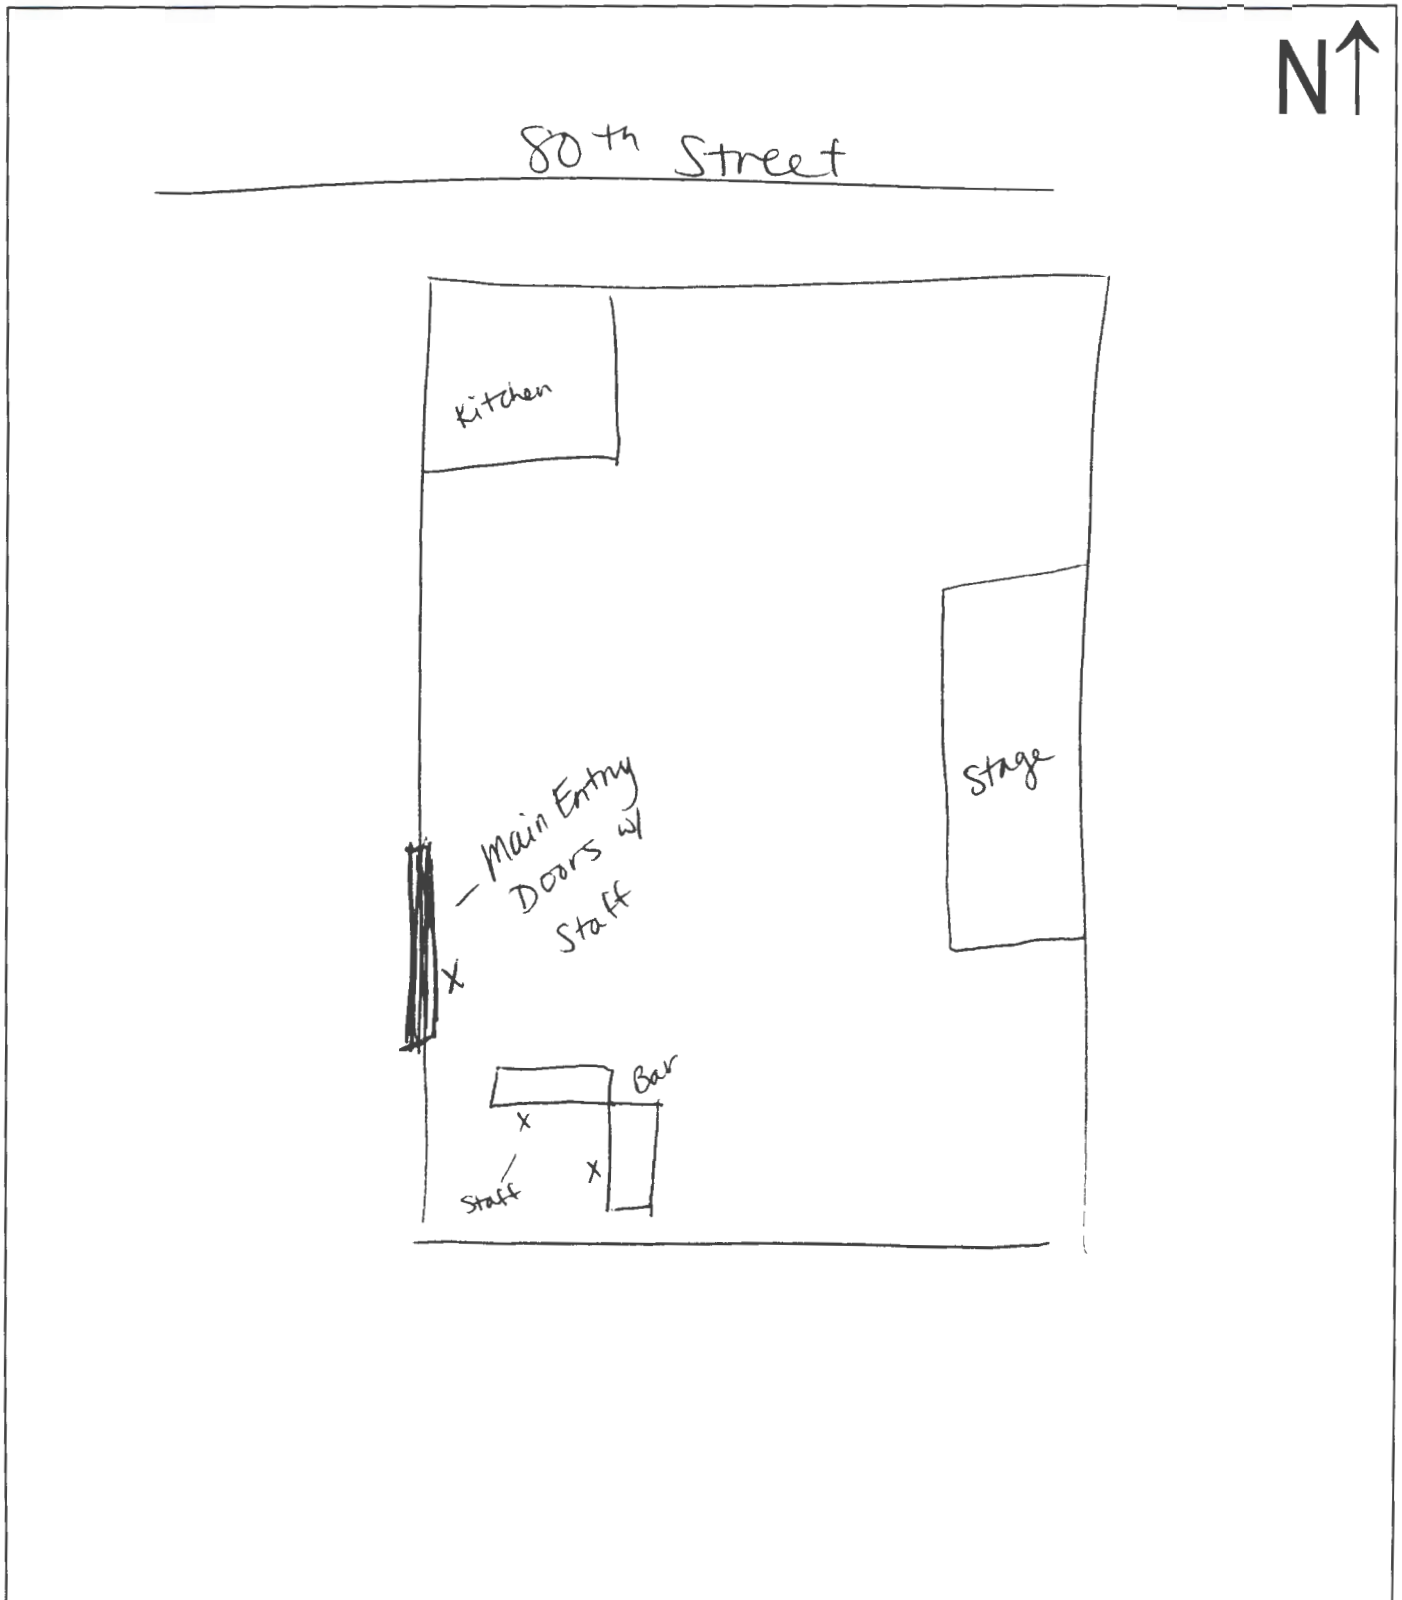 N
80th Street
Kitchen
Stage
Main Entry
Doors w/
Staff
X
Bar
X
X
Staff